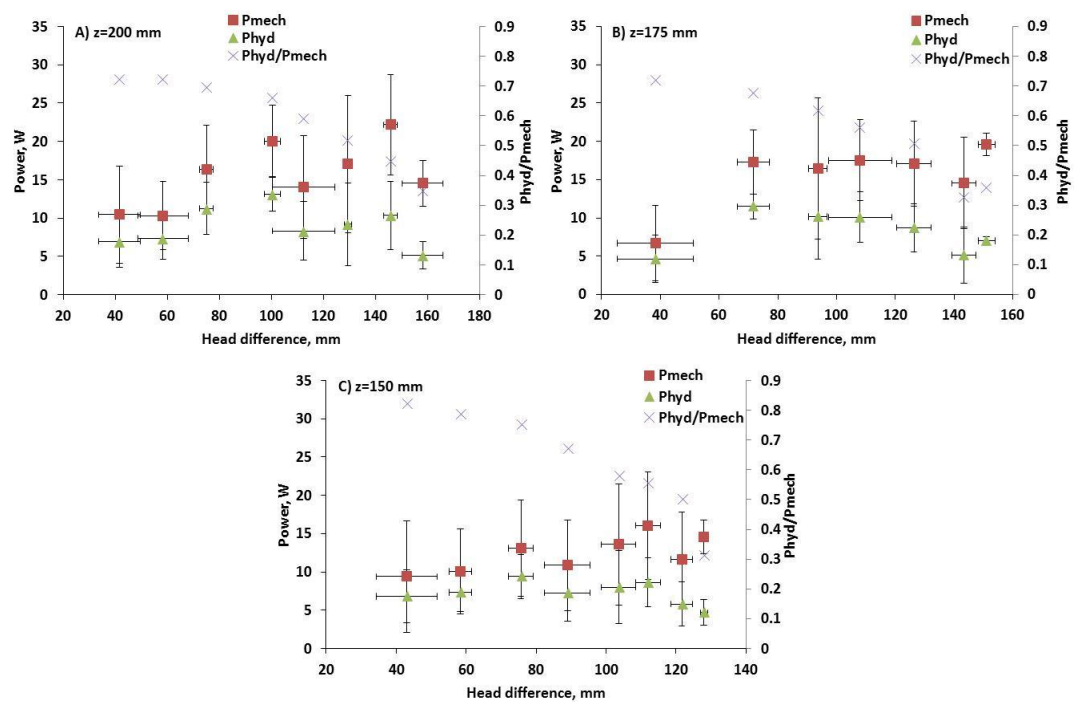 A) z=200 mm
Pmech
Phyd
Phyd/Pmech
Power, W
35
30
25
20
15
10
5
0
0.9
0.8
0.7
0.6
0.5
0.4
0.3
0.2
0.1
0
Phyd/Pmech
20 40 60 80 100 120 140 160 180
Head difference, mm
B) z=175 mm
Pmech
Phyd
Phyd/Pmech
Power, W
35
30
25
20
15
10
5
0
0.9
0.8
0.7
0.6
0.5
0.4
0.3
0.2
0.1
0
Phyd/Pmech
20 40 60 80 100 120 140 160
Head difference, mm
C) z=150 mm
Pmech
Phyd
Phyd/Pmech
Power, W
35
30
25
20
15
10
5
0
0.9
0.8
0.7
0.6
0.5
0.4
0.3
0.2
0.1
0
Phyd/Pmech
20 40 60 80 100 120 140
Head difference, mm